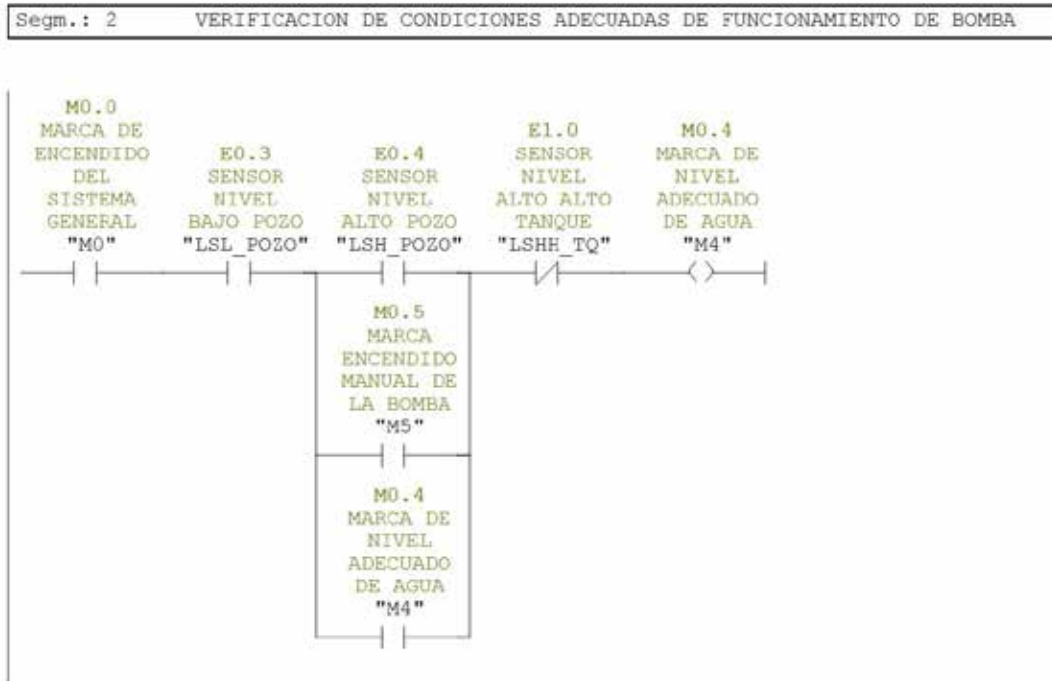 Segm.: 2 VERIFICACION DE CONDICIONES ADECUADAS DE FUNCIONAMIENTO DE BOMBA
M0.0
MARCA DE
ENCENDIDO
DEL
SISTEMA
GENERAL
"M0"
E0.3
SENSOR
NIVEL
BAJO POZO
"LSL_POZO"
E0.4
SENSOR
NIVEL
ALTO POZO
"LSH_POZO"
E1.0
SENSOR
NIVEL
ALTO ALTO
TANQUE
"LSHH_TQ"
M0.4
MARCA DE
NIVEL
ADECUADO
DE AGUA
"M4"
M0.5
MARCA
ENCENDIDO
MANUAL DE
LA BOMBA
"M5"
M0.4
MARCA DE
NIVEL
ADECUADO
DE AGUA
"M4"